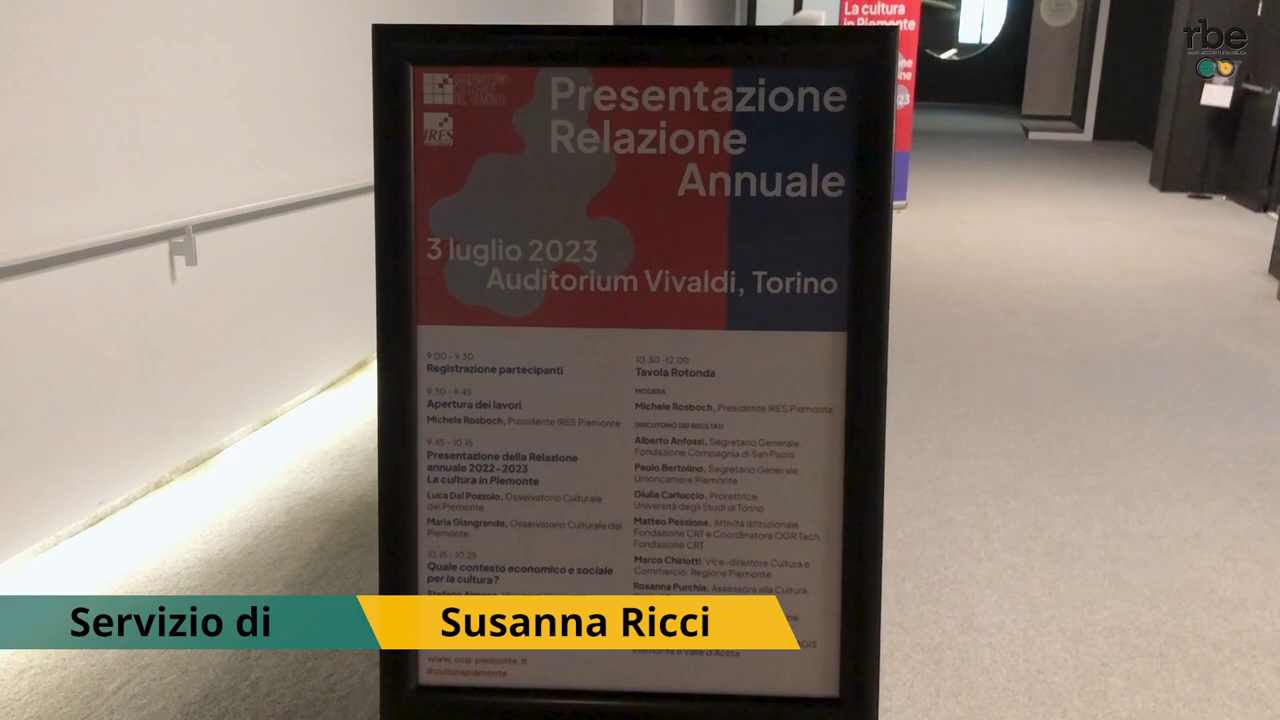 La cultura
in Piemonte
rbe
OSSERVATORIO
CULTURALE
DEL PIEMONTE
IRES
Presentazione
Relazione
Annuale
3 luglio 2023
Auditorium Vivaldi, Torino
9.00 - 9.30
Registrazione partecipanti
9.30 - 9.45
Apertura dei lavori
Michele Rosboch, Presidente IRES Piemonte
9.45 - 10.15
Presentazione della Relazione
annuale 2022-2023
La cultura in Piemonte
Luca Dal Pozzolo, Osservatorio Culturale
del Piemonte
Maria Giangrande, Osservatorio Culturale del
Piemonte
10.15 - 10.25
Quale contesto economico e sociale
per la cultura?
www.ocp.piemonte.it
#culturapiemonte
10.30 -12.00
Tavola Rotonda
MODERA
Michele Rosboch, Presidente IRES Piemonte
DISCUTONO DEI RISULTATI
Alberto Anfossi, Segretario Generale
Fondazione Compagnia di San Paolo
Paolo Bertolino, Segretario Generale,
Unioncamere Piemonte
Giulia Carluccio, Prorettrice
Università degli Studi di Torino
Matteo Pessione, Attività istituzionale
Fondazione CRT e Coordinatore OGR Tech,
Fondazione CRT
Marco Chiriotti, Vice-direttore Cultura e
Commercio, Regione Piemonte
Rosanna Purchia, Assessora alla Cultura,
AGIS
Piemonte e Valle d'Aosta
Servizio di
Susanna Ricci